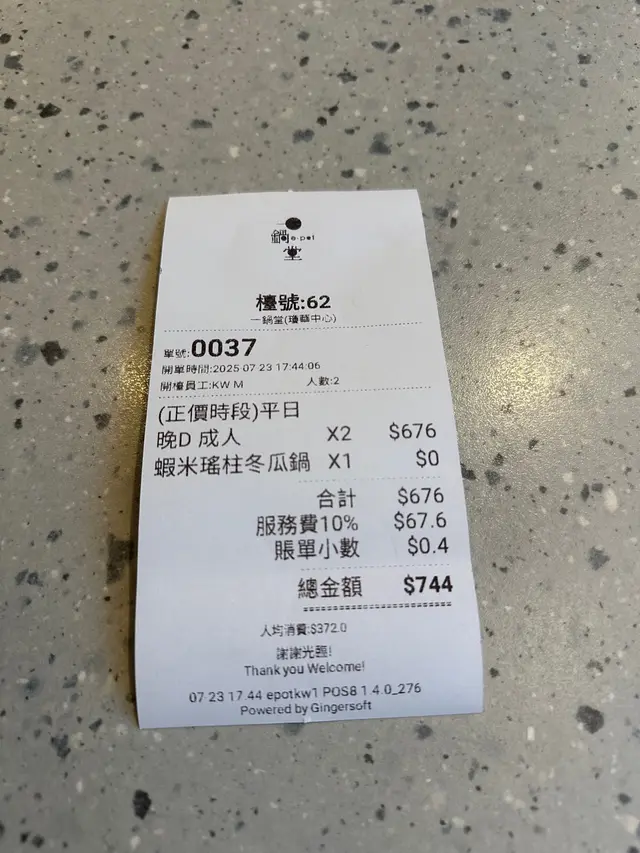 一
鍋 e·pot
堂
檯號:62
一鍋堂(瓊華中心)
單號:0037
開單時間:2025-07-23 17:44:06
開檯員工:KW M 人數:2
(正價時段)平日
晚D 成人 X2 $676
蝦米瑤柱冬瓜鍋 X1 $0
合計 $676
服務費10% $67.6
賬單小數 $0.4
總金額 $744
人均消費:$372.0
謝謝光臨!
Thank you Welcome!
07-23 17:44 epotkw1 POS8 1.4.0_276
Powered by Gingersoft